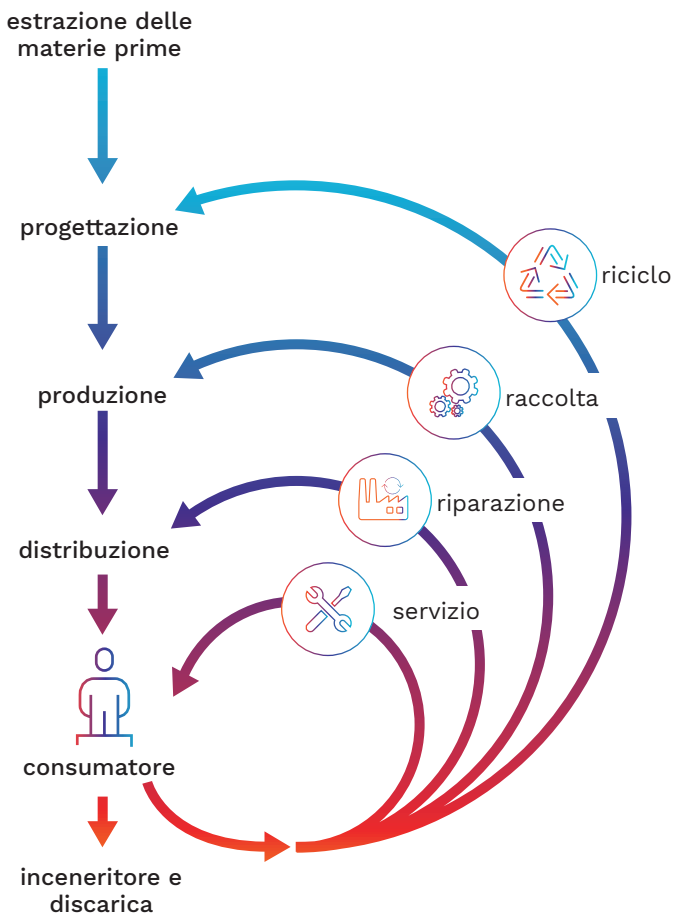 estrazione delle
materie prime
progettazione
riciclo
produzione
raccolta
riparazione
distribuzione
servizio
consumatore
inceneritore e
discarica